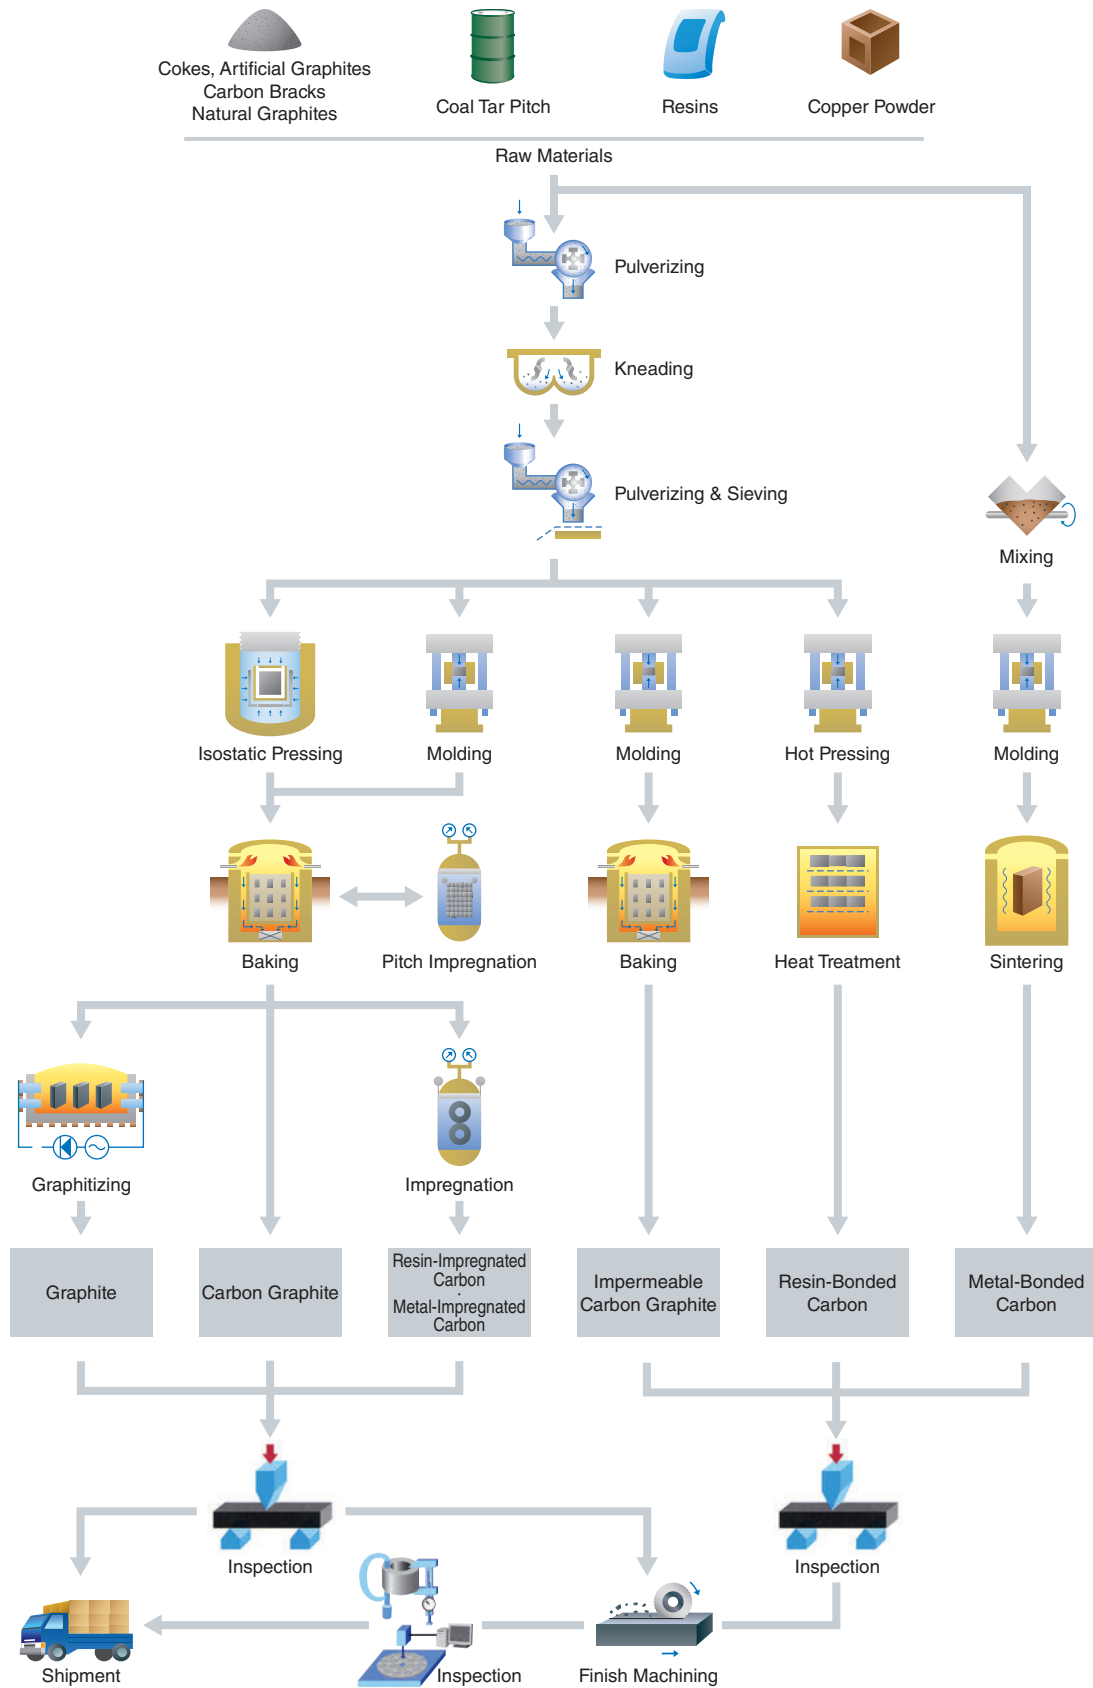 Cokes, Artificial Graphites
Carbon Bracks
Natural Graphites
Coal Tar Pitch
Resins
Copper Powder
Raw Materials
Pulverizing
Kneading
Pulverizing & Sieving
Mixing
Isostatic Pressing
Molding
Molding
Hot Pressing
Molding
Baking
Pitch Impregnation
Baking
Heat Treatment
Sintering
Graphitizing
Impregnation
Graphite
Carbon Graphite
Resin-Impregnated
Carbon
·
Metal-Impregnated
Carbon
Impermeable
Carbon Graphite
Resin-Bonded
Carbon
Metal-Bonded
Carbon
Inspection
Inspection
Shipment
Inspection
Finish Machining